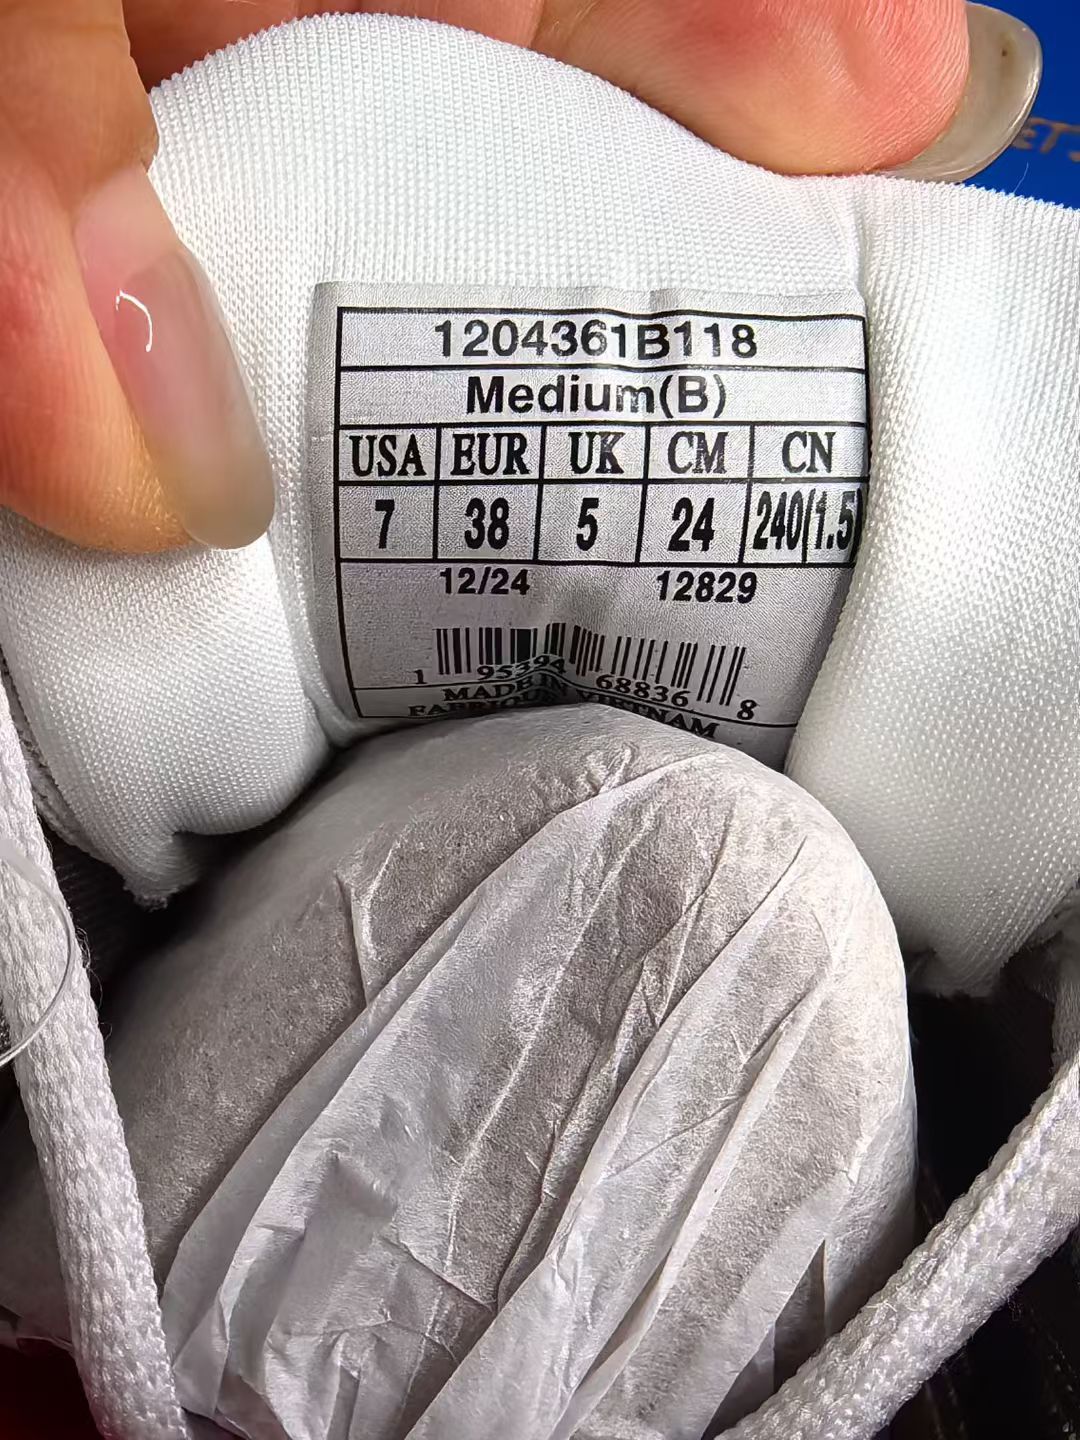 1204361B118
Medium(B)
USA EUR UK CM CN
7 38 5 24 240(1.5)
12/24 12829
1 95394 68836 8
MADE IN VIETNAM